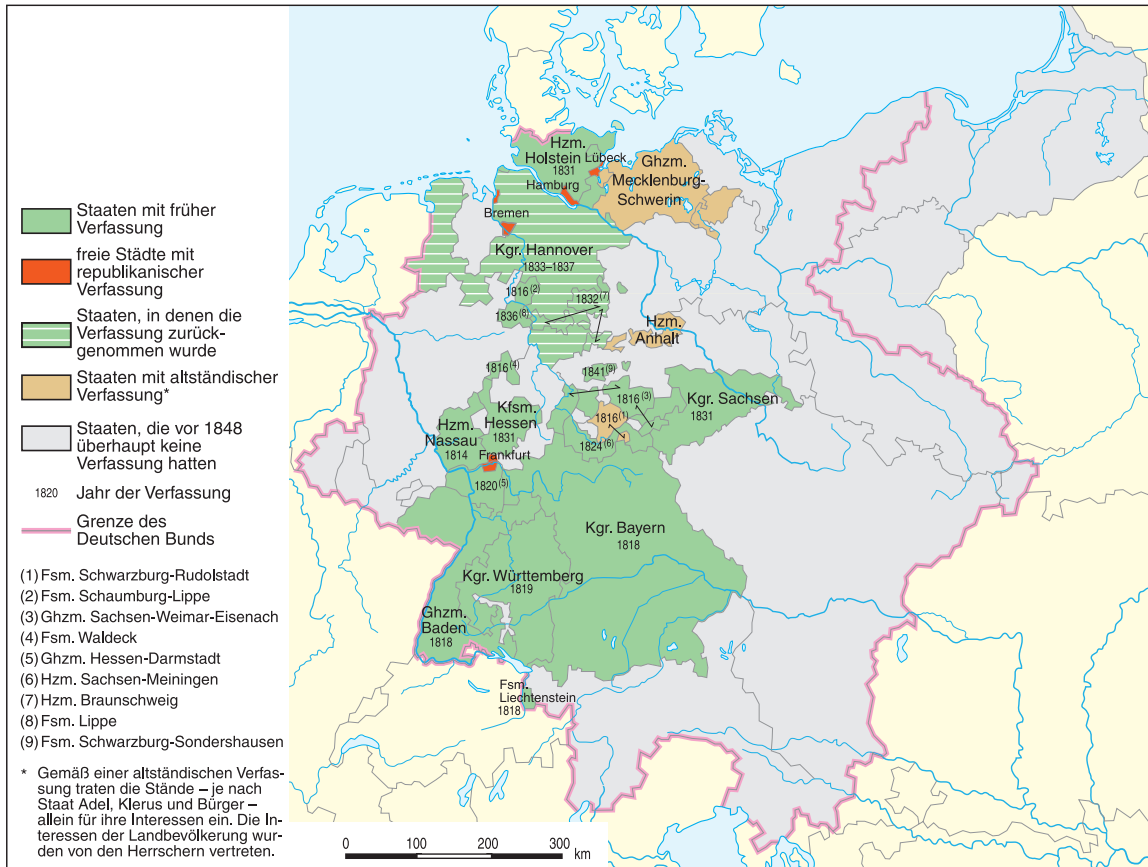 Staaten mit früher
Verfassung
freie Städte mit
republikanischer
Verfassung
Staaten, in denen die
Verfassung zurück-
genommen wurde
Staaten mit altständischer
Verfassung*
Staaten, die vor 1848
überhaupt keine
Verfassung hatten
1820 Jahr der Verfassung
Grenze des
Deutschen Bunds
(1) Fsm. Schwarzburg-Rudolstadt
(2) Fsm. Schaumburg-Lippe
(3) Ghzm. Sachsen-Weimar-Eisenach
(4) Fsm. Waldeck
(5) Ghzm. Hessen-Darmstadt
(6) Hzm. Sachsen-Meiningen
(7) Hzm. Braunschweig
(8) Fsm. Lippe
(9) Fsm. Schwarzburg-Sondershausen
* Gemäß einer altständischen Verfas-
sung traten die Stände – je nach
Staat Adel, Klerus und Bürger –
allein für ihre Interessen ein. Die In-
teressen der Landbevölkerung wur-
den von den Herrschern vertreten.
Hzm.
Holstein
1831
Lübeck
Hamburg
Ghzm.
Mecklenburg-
Schwerin
Bremen
Kgr. Hannover
1833–1837
1816 (2)
1832 (7)
1836 (8)
Hzm.
Anhalt
1816 (4)
1841 (9)
1816 (3)
Kgr. Sachsen
1831
Kfsm.
Hessen
1831
1816 (1)
Hzm.
Nassau
1814
1824 (6)
Frankfurt
1820 (5)
Kgr. Bayern
1818
Kgr. Württemberg
1819
Ghzm.
Baden
1818
Fsm.
Liechtenstein
1818
0 100 200 300
km